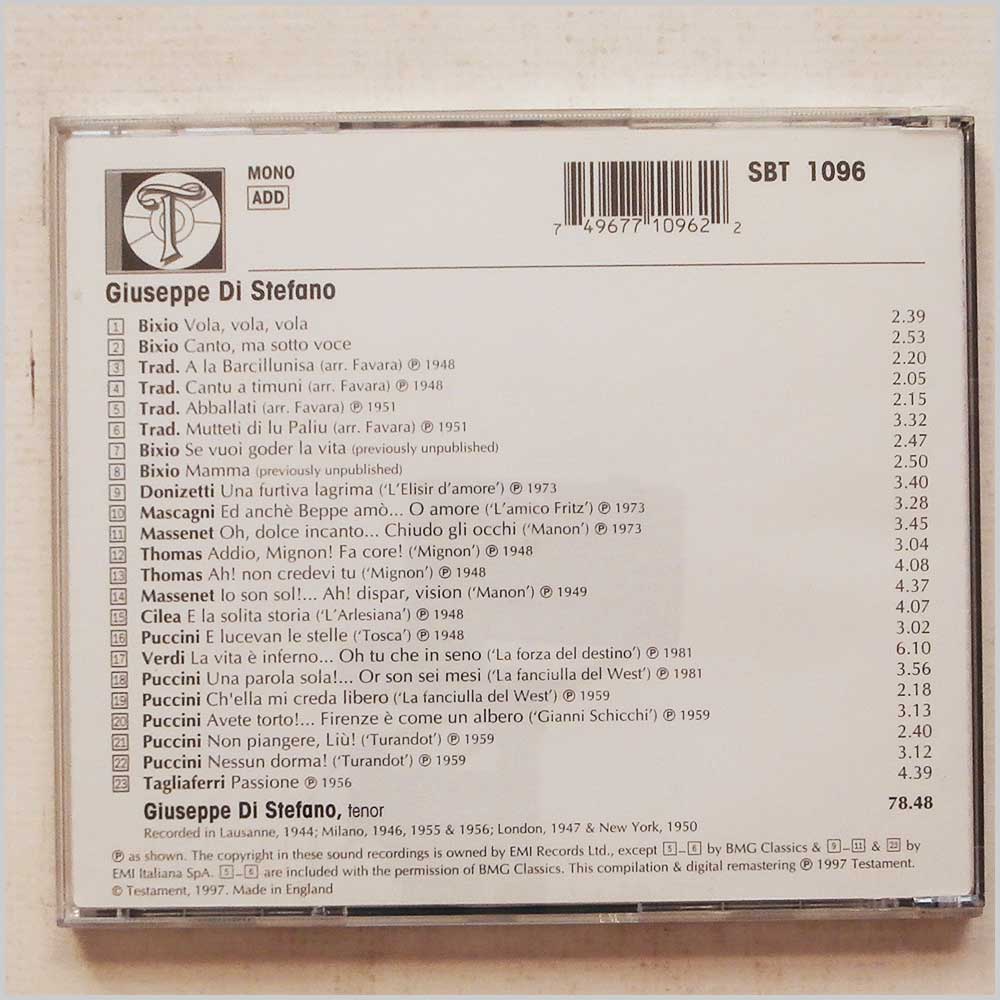 T
MONO
ADD
SBT 1096
7 49677 10962 2
Giuseppe Di Stefano
1 Bixio Vola, vola, vola 2.39
2 Bixio Canto, ma sotto voce 2.53
3 Trad. A la Barcillunisa (arr. Favara) ℗ 1948 2.20
4 Trad. Cantu a timuni (arr. Favara) ℗ 1948 2.05
5 Trad. Abballati (arr. Favara) ℗ 1951 2.15
6 Trad. Mutteti di lu Paliu (arr. Favara) ℗ 1951 3.32
7 Bixio Se vuoi goder la vita (previously unpublished) 2.47
8 Bixio Mamma (previously unpublished) 2.50
9 Donizetti Una furtiva lagrima (‘L’Elisir d’amore’) ℗ 1973 3.40
10 Mascagni Ed anchè Beppe amò... O amore (‘L’amico Fritz’) ℗ 1973 3.28
11 Massenet Oh, dolce incanto... Chiudo gli occhi (‘Manon’) ℗ 1973 3.45
12 Thomas Addio, Mignon! Fa core! (‘Mignon’) ℗ 1948 3.04
13 Thomas Ah! non credevi tu (‘Mignon’) ℗ 1948 4.08
14 Massenet Io son sol!... Ah! dispar, vision (‘Manon’) ℗ 1949 4.37
15 Cilea E la solita storia (‘L’Arlesiana’) ℗ 1948 4.07
16 Puccini E lucevan le stelle (‘Tosca’) ℗ 1948 3.02
17 Verdi La vita è inferno... Oh tu che in seno (‘La forza del destino’) ℗ 1981 6.10
18 Puccini Una parola sola!... Or son sei mesi (‘La fanciulla del West’) ℗ 1981 3.56
19 Puccini Ch'ella mi creda libero (‘La fanciulla del West’) ℗ 1959 2.18
20 Puccini Avete torto!... Firenze è come un albero (‘Gianni Schicchi’) ℗ 1959 3.13
21 Puccini Non piangere, Liù! (‘Turandot’) ℗ 1959 2.40
22 Puccini Nessun dorma! (‘Turandot’) ℗ 1959 3.12
23 Tagliaferri Passione ℗ 1956 4.39
Giuseppe Di Stefano, tenor 78.48
Recorded in Lausanne, 1944; Milano, 1946, 1955 & 1956; London, 1947 & New York, 1950
℗ as shown. The copyright in these sound recordings is owned by EMI Records Ltd., except 5–6 by BMG Classics & 9–11 & 23 by
EMI Italiana SpA. 5–6 are included with the permission of BMG Classics. This compilation & digital remastering ℗ 1997 Testament.
© Testament, 1997. Made in England